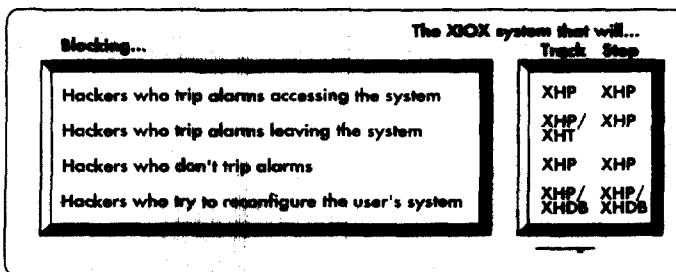 The XIOX system that will...
Blocking... Track Stop
Hackers who trip alarms accessing the system XHP XHP
Hackers who trip alarms leaving the system XHP/ XHP
XHT
Hackers who don't trip alarms XHP XHP
Hackers who try to reconfigure the user's system XHP/ XHP/
XHDB XHDB